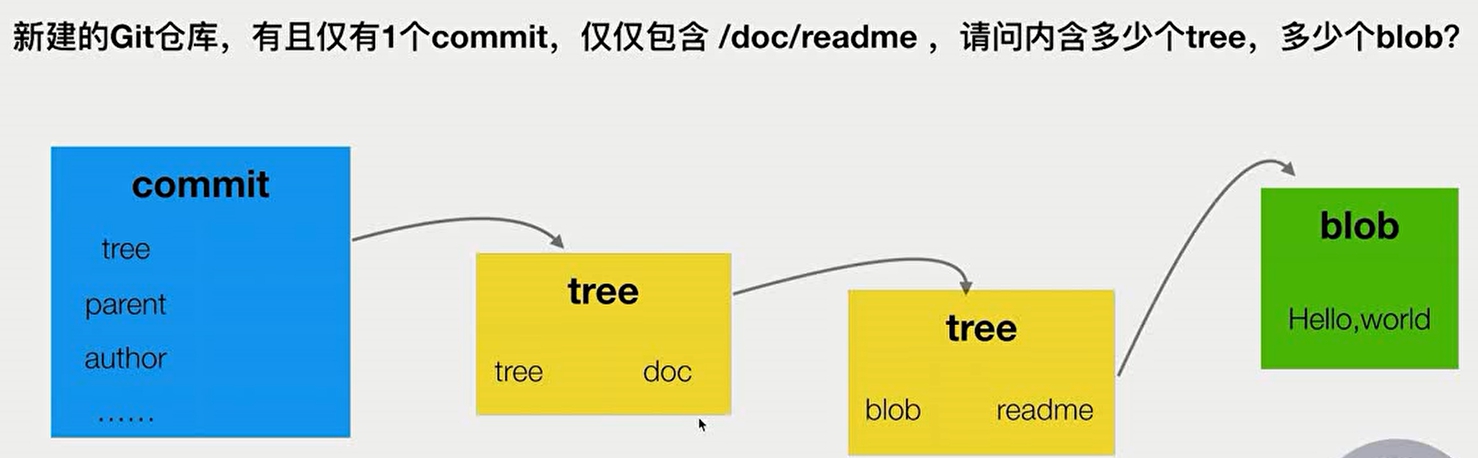 新建的Git仓库，有且仅有1个commit，仅仅包含 /doc/readme ，请问内含多少个tree，多少个blob?
commit
tree
parent
author
......
tree
tree doc
tree
blob readme
blob
Hello,world